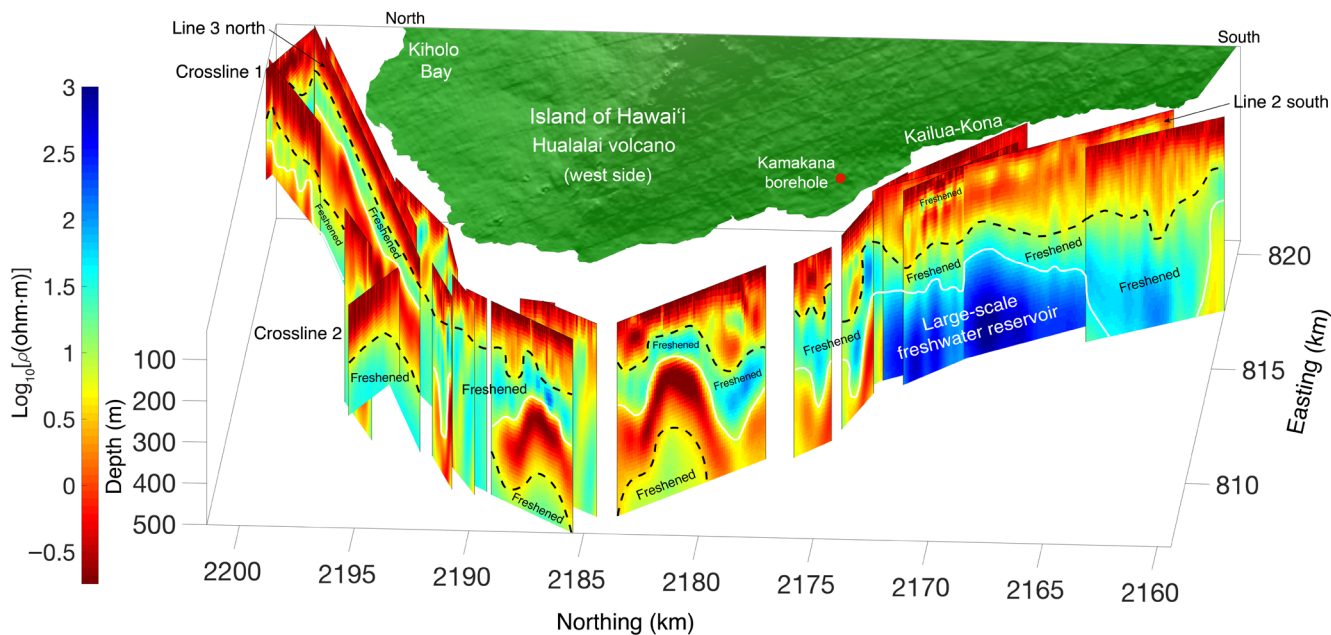 North
Line 3 north
Kiholo
Bay
South
Crossline 1
Line 2 south
Island of Hawai‘i
Kailua-Kona
Hualalai volcano
(west side)
Kamakana
borehole
3
2.5
2
1.5
1
0.5
0
−0.5
Log10[ρ(ohm·m)]
Freshened
Freshened
Freshened
Freshened
Freshened
Freshened
820
Large-scale
freshwater reservoir
Crossline 2
Freshened
Freshened
Freshened
Freshened
Freshened
Freshened
Freshened
815
Easting (km)
810
100
200
300
400
500
Depth (m)
2200
2195
2190
2185
2180
2175
2170
2165
2160
Northing (km)